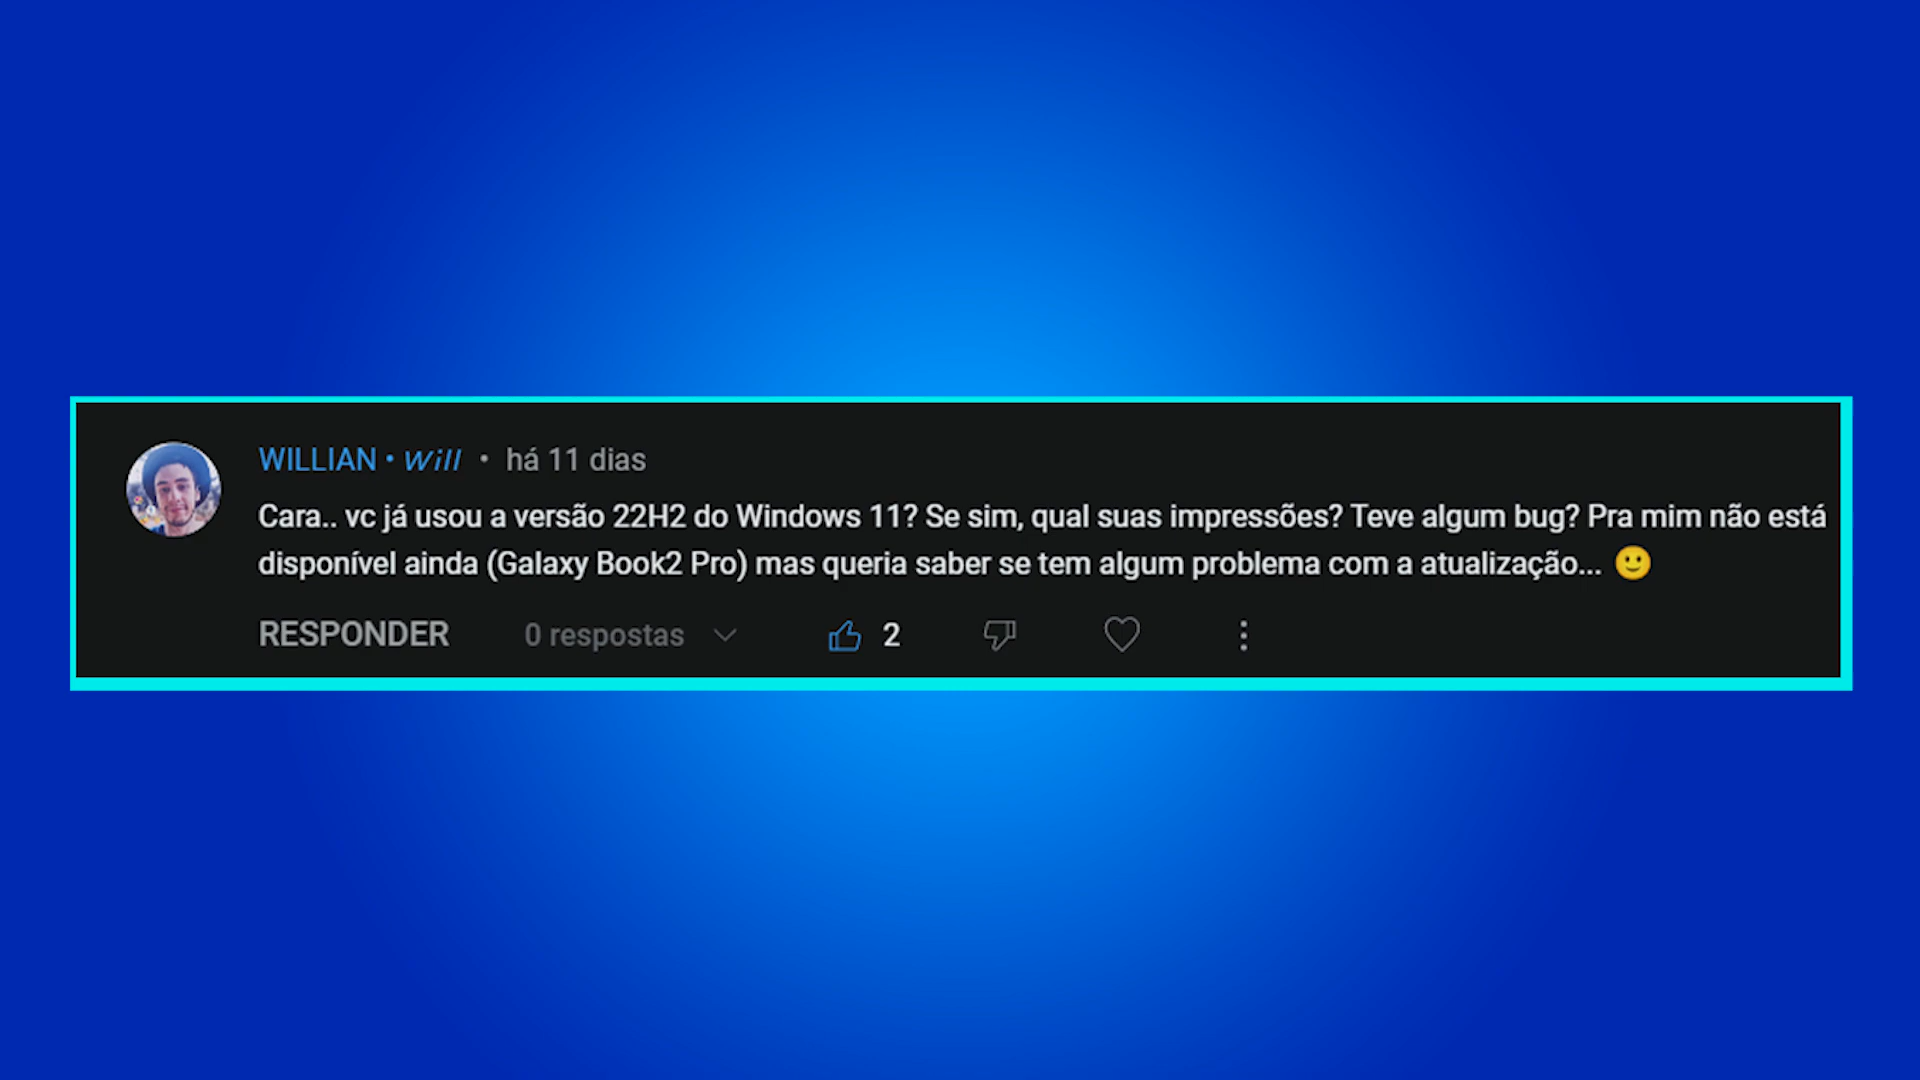 WILLIAN • Will • há 11 dias
Cara.. vc já usou a versão 22H2 do Windows 11? Se sim, qual suas impressões? Teve algum bug? Pra mim não está
disponível ainda (Galaxy Book2 Pro) mas queria saber se tem algum problema com a atualização... 🙂
RESPONDER 0 respostas 2